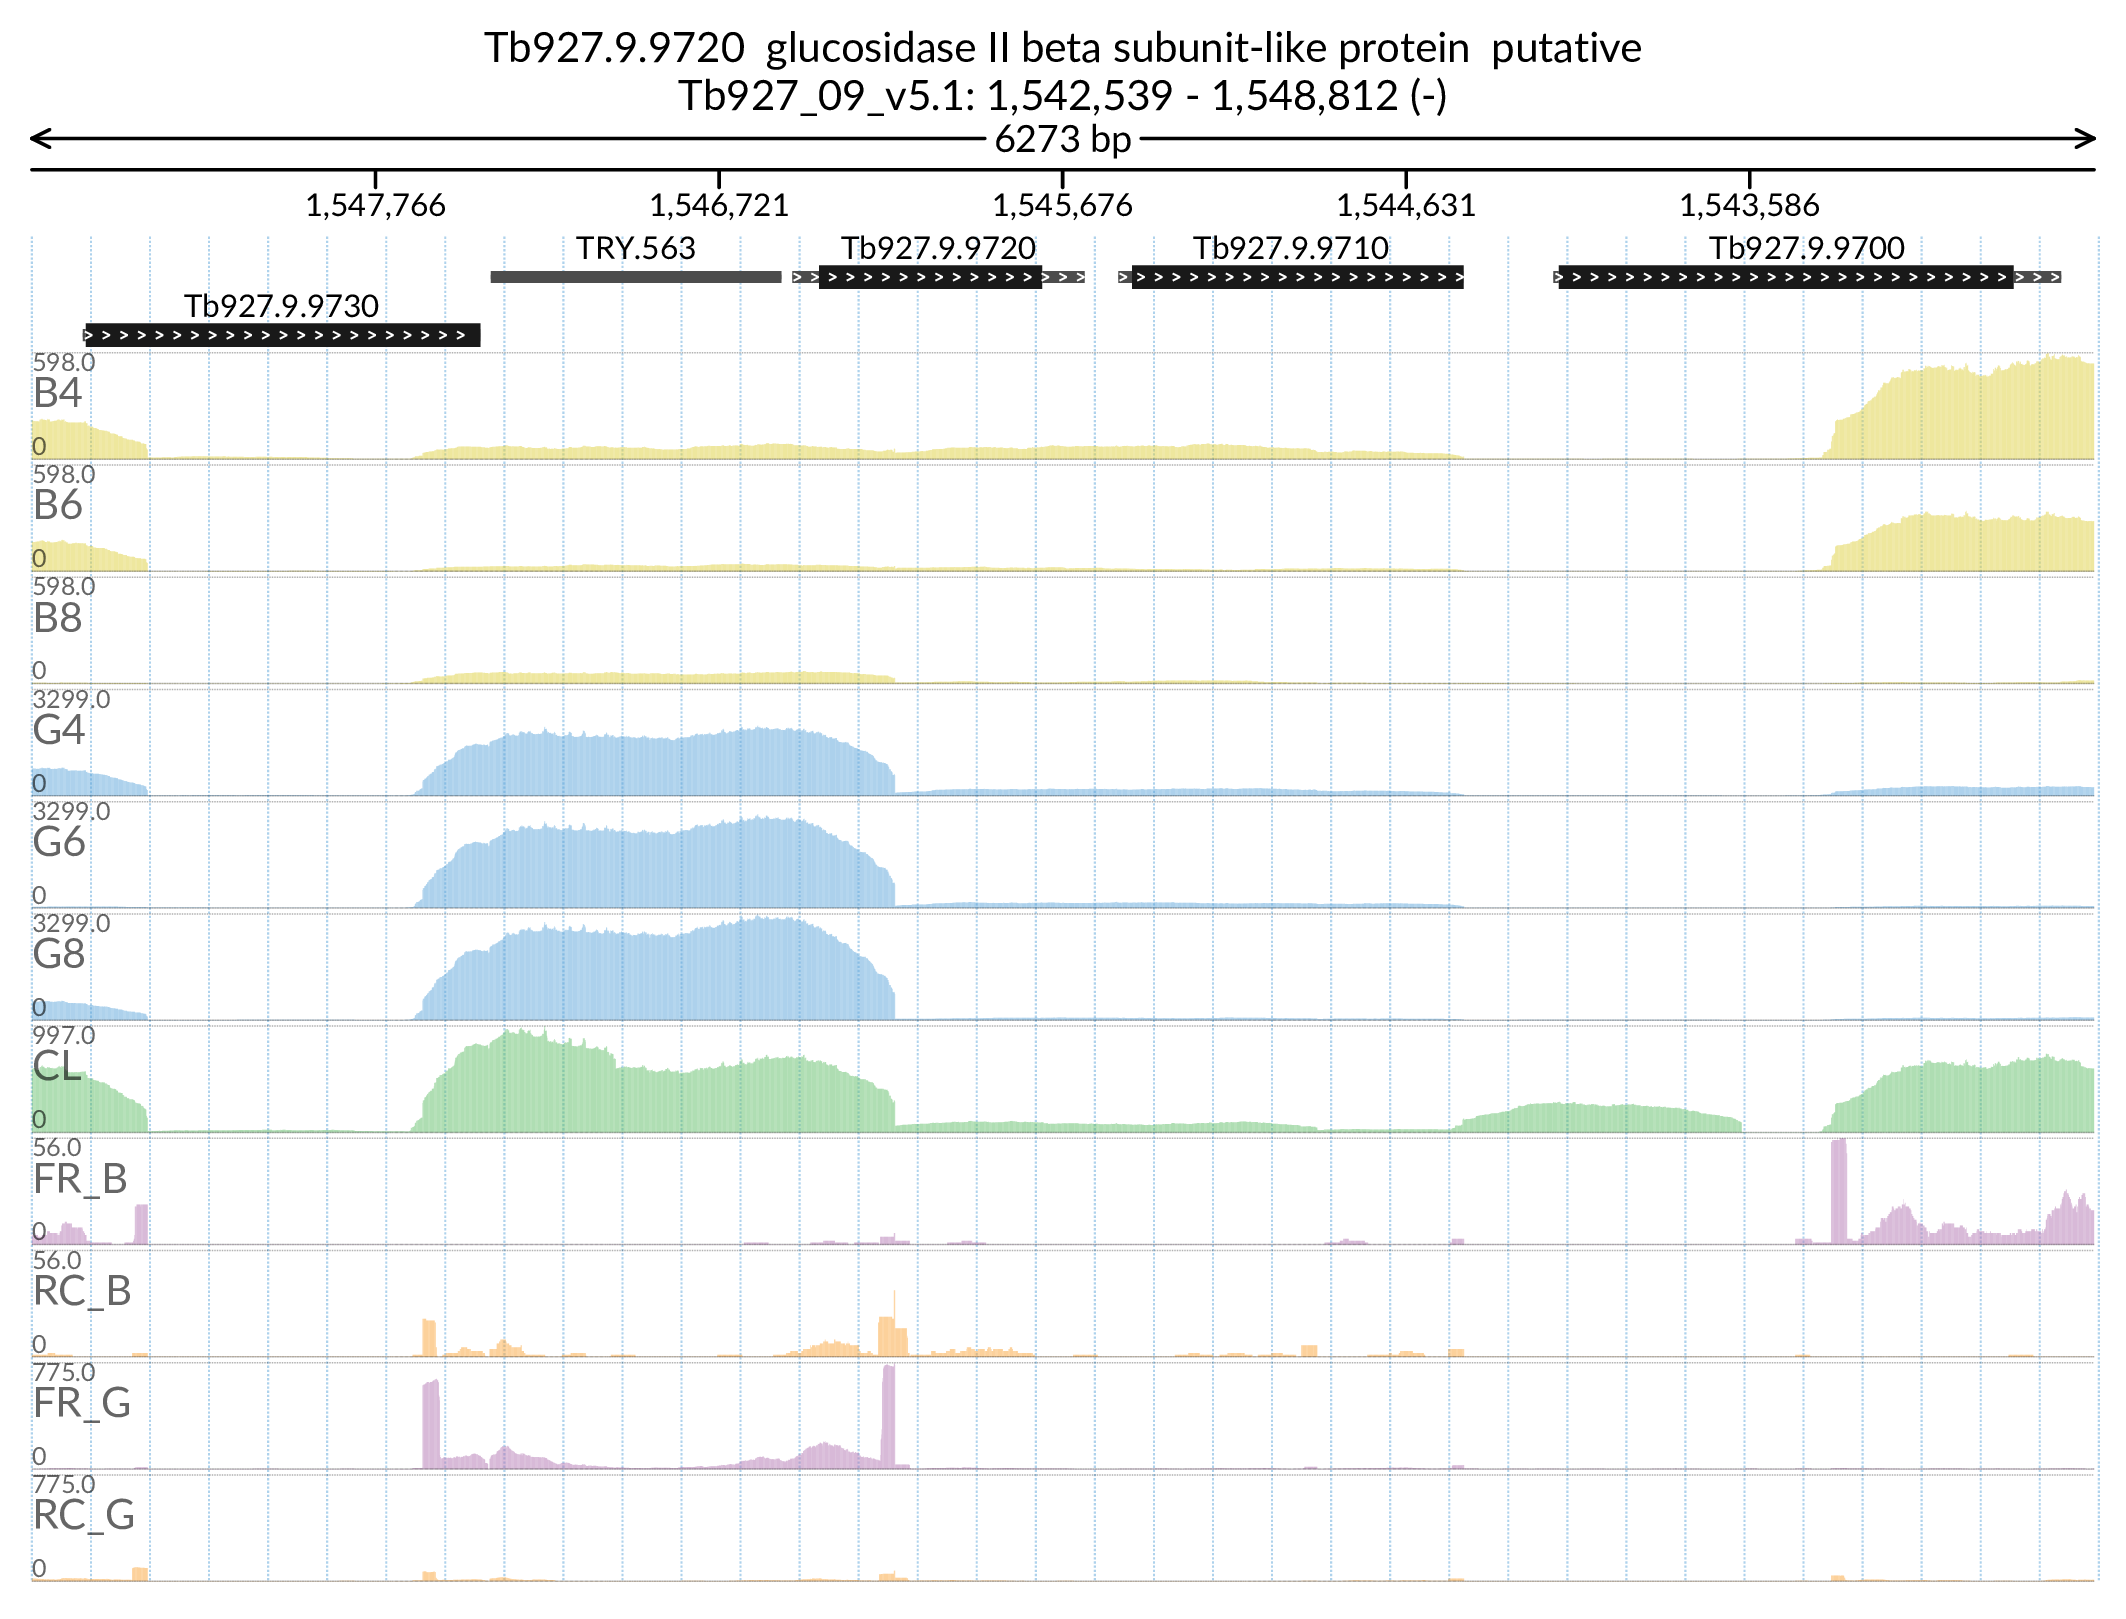 Tb927.9.9720  glucosidase II beta subunit-like protein  putative
Tb927_09_v5.1: 1,542,539 - 1,548,812 (-)
6273 bp
1,547,766 1,546,721 1,545,676 1,544,631 1,543,586
TRY.563 Tb927.9.9720 Tb927.9.9710 Tb927.9.9700
Tb927.9.9730
598.0
B4
0
598.0
B6
0
598.0
B8
0
3299.0
G4
0
3299.0
G6
0
3299.0
G8
0
997.0
CL
0
56.0
FR_B
0
56.0
RC_B
0
775.0
FR_G
0
775.0
RC_G
0